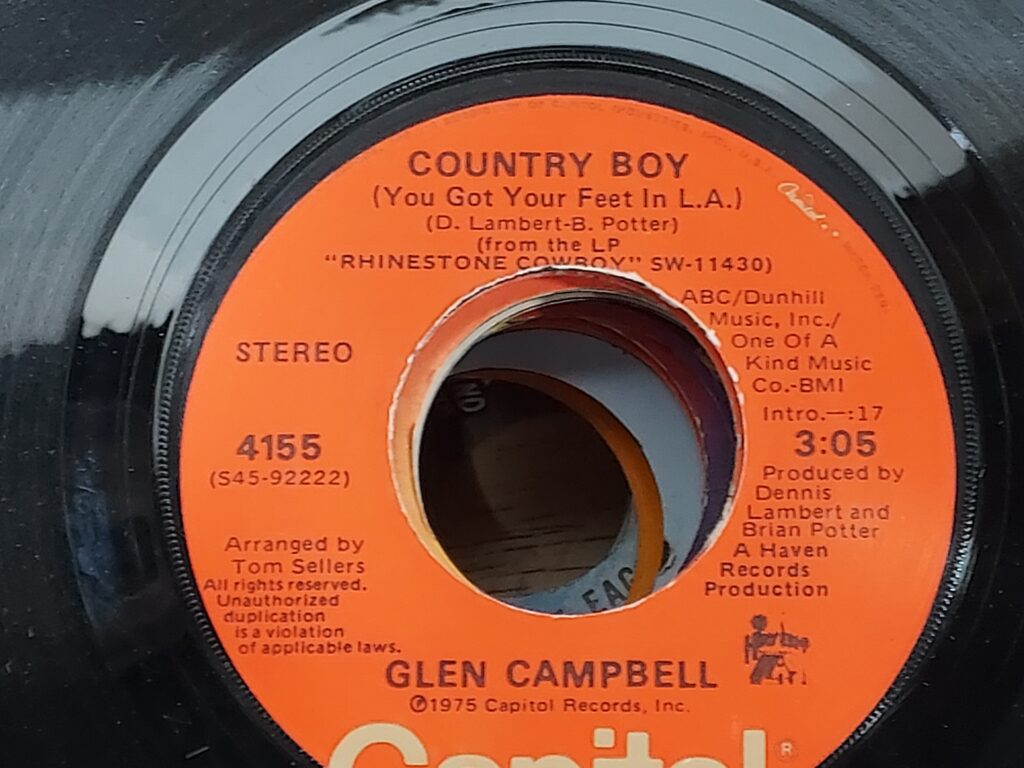 COUNTRY BOY
(You Got Your Feet In L.A.)
(D. Lambert-B. Potter)
(from the LP
"RHINESTONE COWBOY" SW-11430)
STEREO
4155
(S45-92222)
Arranged by
Tom Sellers
All rights reserved.
Unauthorized
duplication
is a violation
of applicable laws.
ABC/Dunhill
Music, Inc./
One Of A
Kind Music
Co.-BMI
Intro.—:17
3:05
Produced by
Dennis
Lambert and
Brian Potter
A Haven
Records
Production
GLEN CAMPBELL
℗1975 Capitol Records, Inc.
Capitol®
Capitol